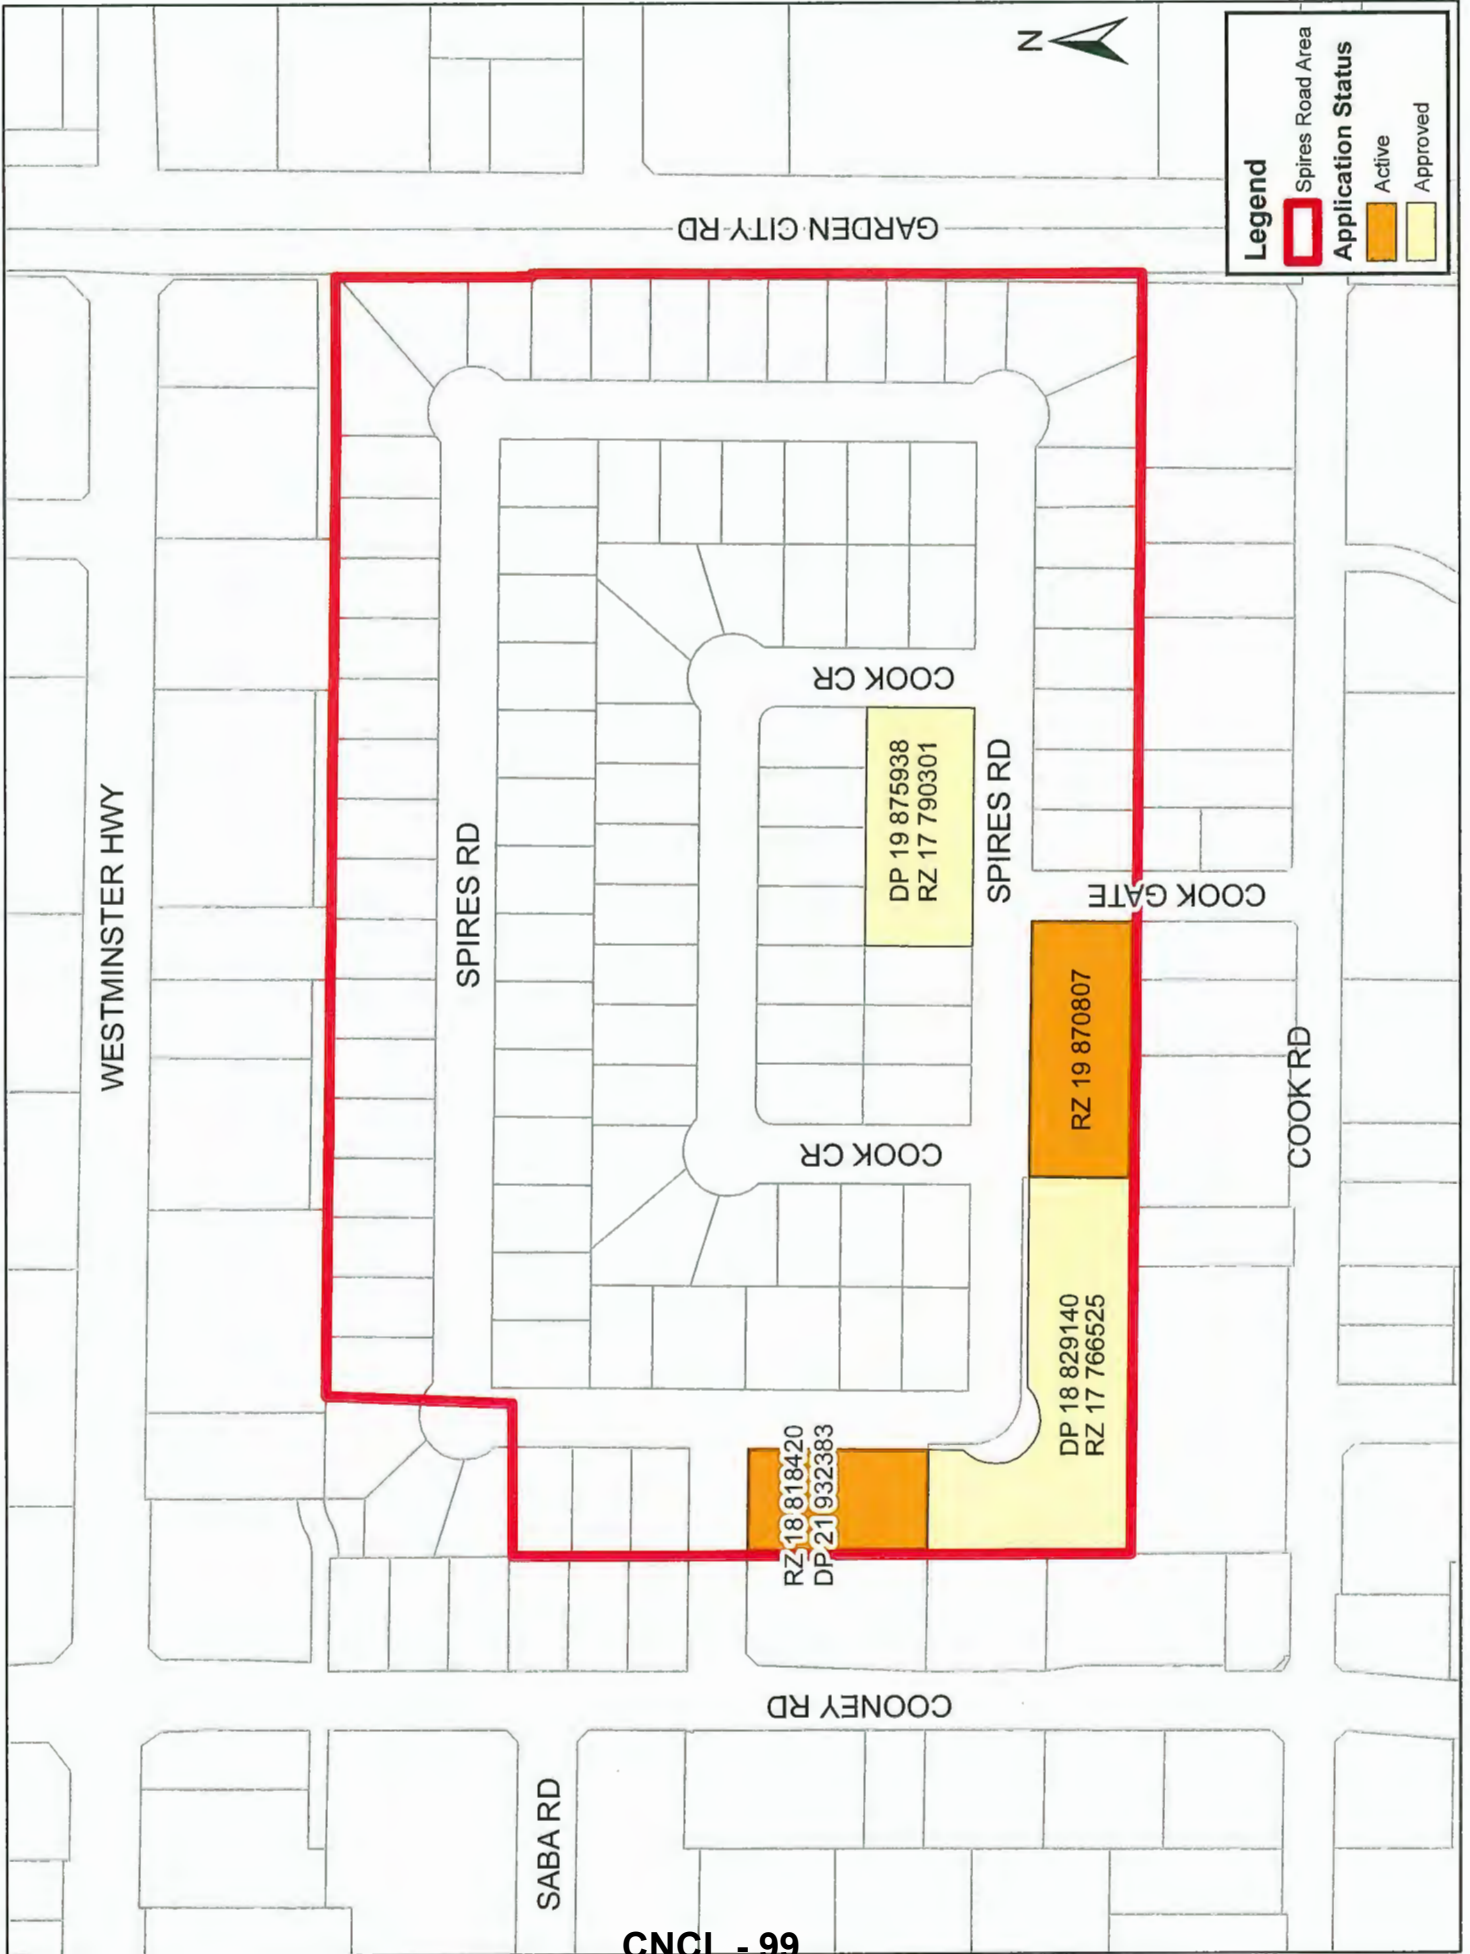 WESTMINSTER HWY
GARDEN CITY RD
SPIRES RD
COOK CR
DP 19 875938
RZ 17 790301
SPIRES RD
COOK GATE
COOK CR
RZ 19 870807
COOK RD
DP 18 829140
RZ 17 766525
RZ 18 818420
DP 21 932383
COONEY RD
SABA RD
N
Legend
Spires Road Area
Application Status
Active
Approved
CNCL - 99